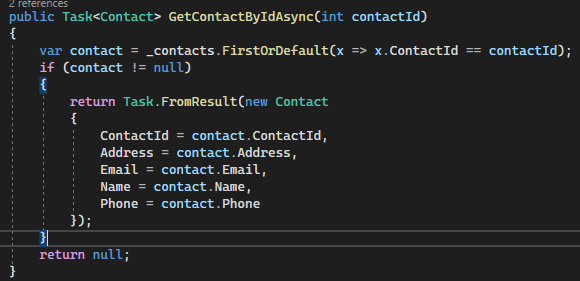 2 references
public Task<Contact> GetContactByIdAsync(int contactId)
{
var contact = _contacts.FirstOrDefault(x => x.ContactId == contactId);
if (contact != null)
{
return Task.FromResult(new Contact
{
ContactId = contact.ContactId,
Address = contact.Address,
Email = contact.Email,
Name = contact.Name,
Phone = contact.Phone
});
}
return null;
}